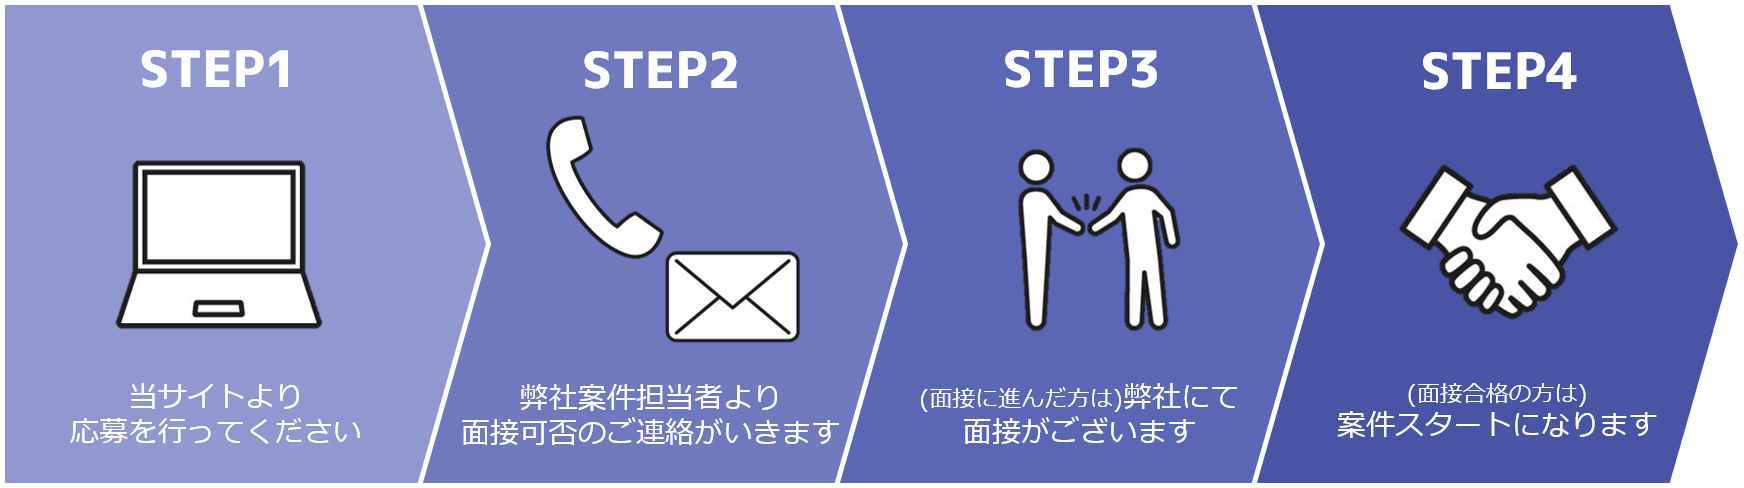 STEP1
当サイトより
応募を行ってください
STEP2
弊社案件担当者より
面接可否のご連絡がいきます
STEP3
(面接に進んだ方は)弊社にて
面接がございます
STEP4
(面接合格の方は)
案件スタートになります